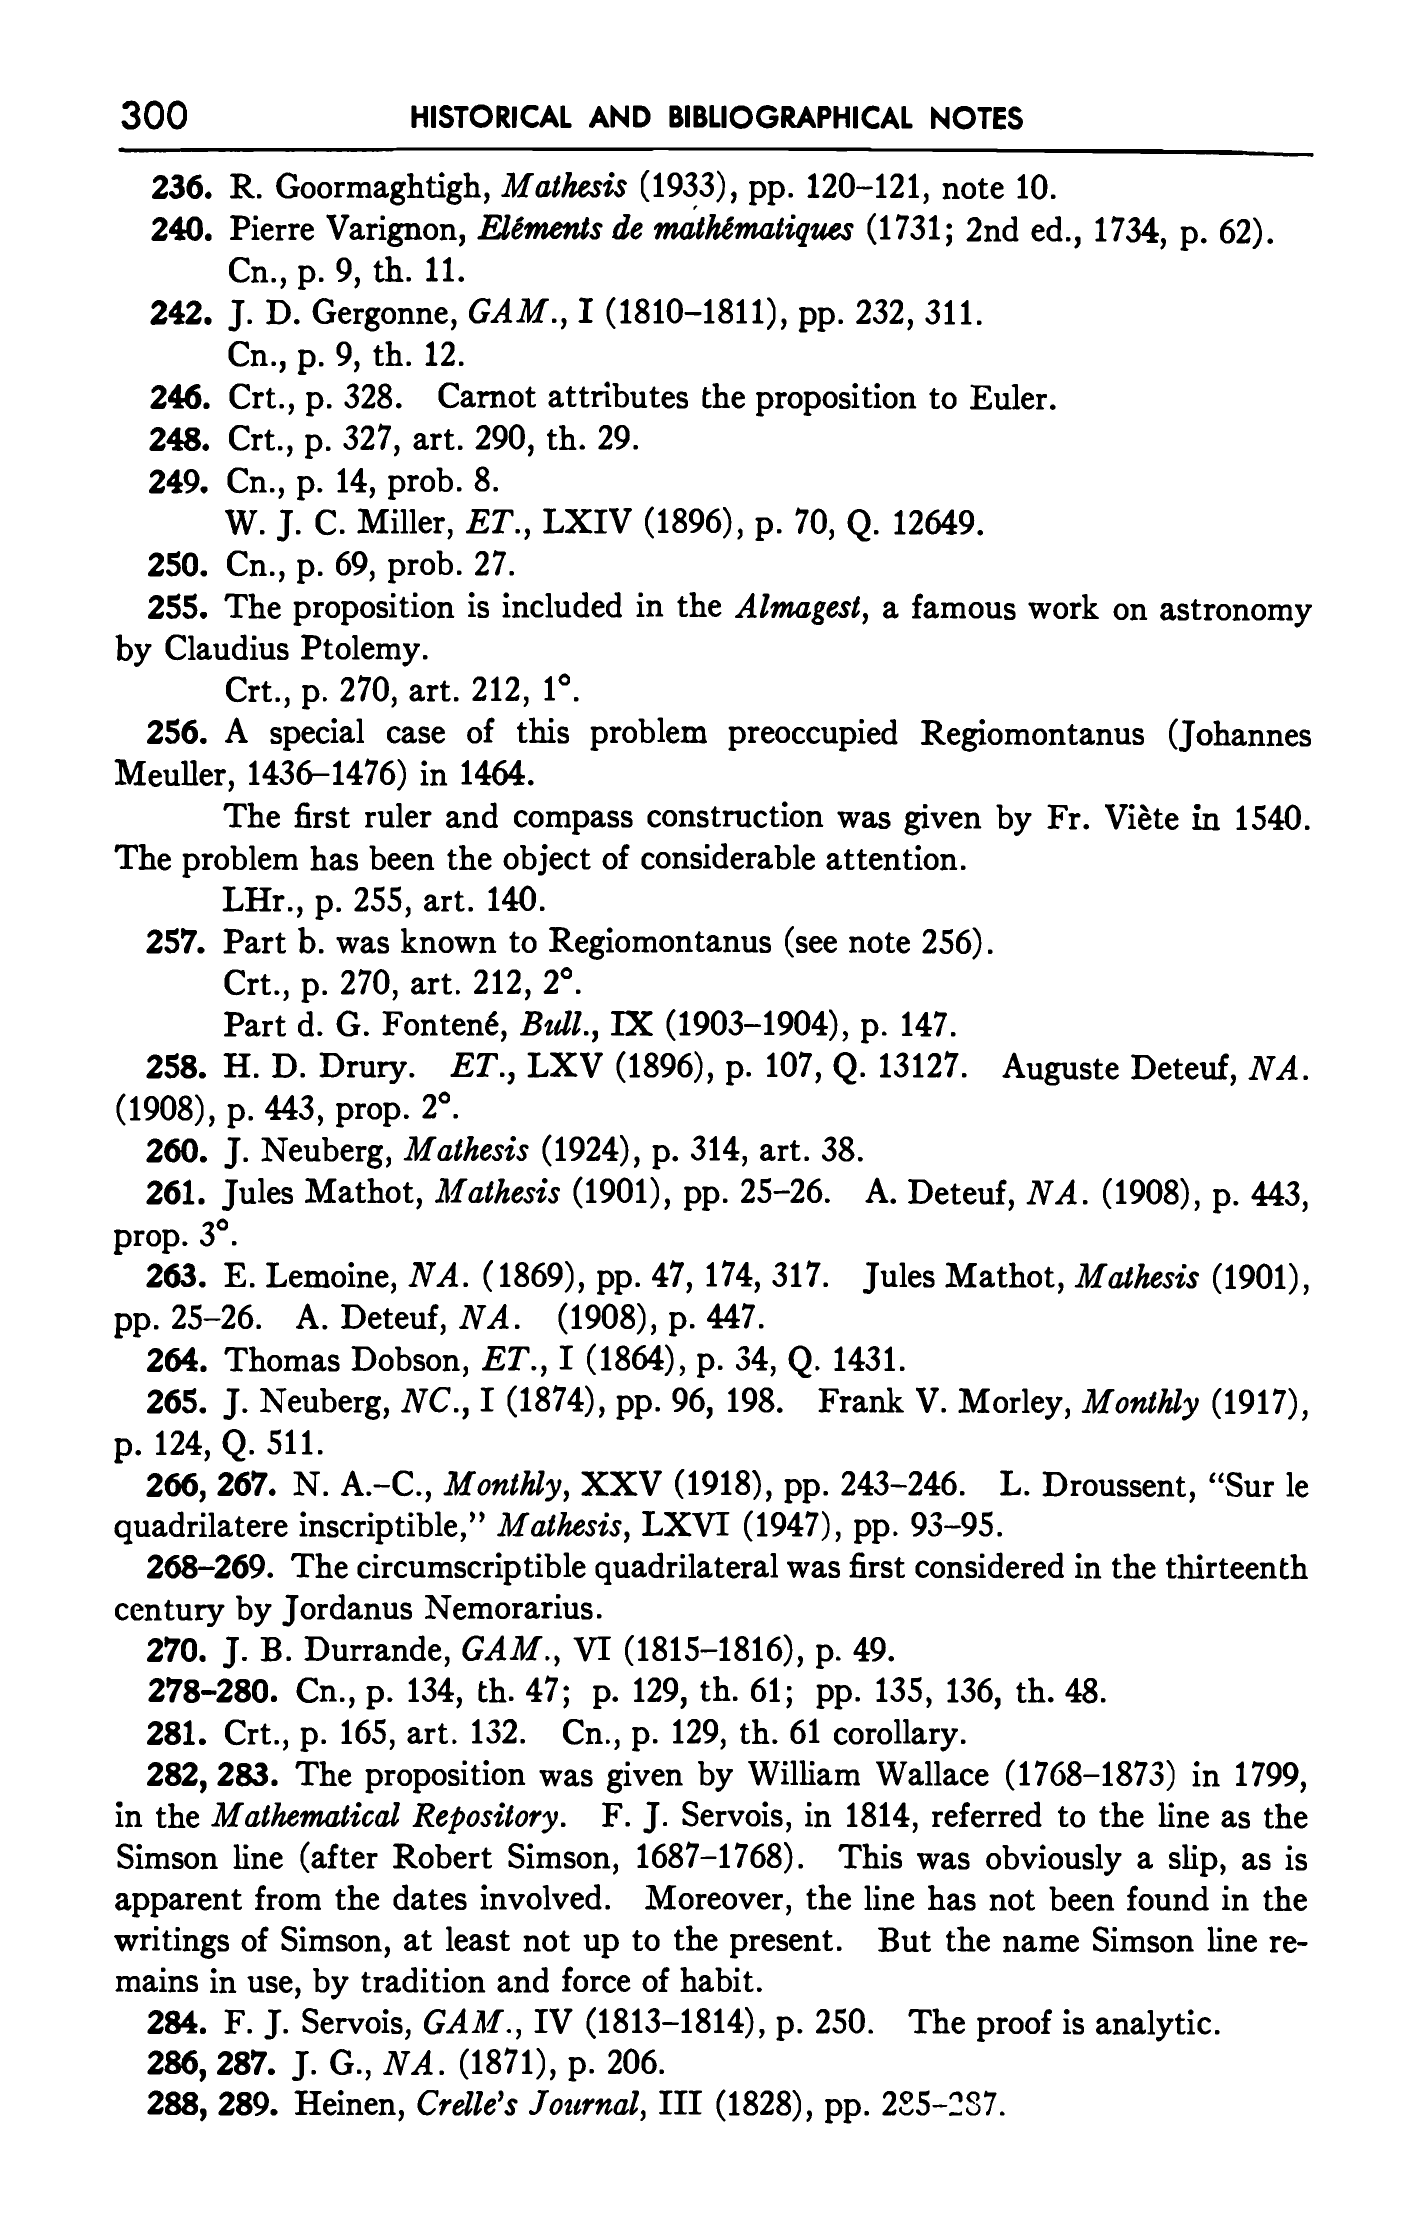 300 HISTORICAL AND BIBLIOGRAPHICAL NOTES
236. R. Goormaghtigh, Mathesis (1933), pp. 120–121, note 10.
240. Pierre Varignon, Eléments de mathématiques (1731; 2nd ed., 1734, p. 62).
Cn., p. 9, th. 11.
242. J. D. Gergonne, GAM., I (1810–1811), pp. 232, 311.
Cn., p. 9, th. 12.
246. Crt., p. 328. Carnot attributes the proposition to Euler.
248. Crt., p. 327, art. 290, th. 29.
249. Cn., p. 14, prob. 8.
W. J. C. Miller, ET., LXIV (1896), p. 70, Q. 12649.
250. Cn., p. 69, prob. 27.
255. The proposition is included in the Almagest, a famous work on astronomy
by Claudius Ptolemy.
Crt., p. 270, art. 212, 1°.
256. A special case of this problem preoccupied Regiomontanus (Johannes
Meuller, 1436–1476) in 1464.
The first ruler and compass construction was given by Fr. Viète in 1540.
The problem has been the object of considerable attention.
LHr., p. 255, art. 140.
257. Part b. was known to Regiomontanus (see note 256).
Crt., p. 270, art. 212, 2°.
Part d. G. Fontené, Bull., IX (1903–1904), p. 147.
258. H. D. Drury. ET., LXV (1896), p. 107, Q. 13127. Auguste Deteuf, NA.
(1908), p. 443, prop. 2°.
260. J. Neuberg, Mathesis (1924), p. 314, art. 38.
261. Jules Mathot, Mathesis (1901), pp. 25–26. A. Deteuf, NA. (1908), p. 443,
prop. 3°.
263. E. Lemoine, NA. (1869), pp. 47, 174, 317. Jules Mathot, Mathesis (1901),
pp. 25–26. A. Deteuf, NA. (1908), p. 447.
264. Thomas Dobson, ET., I (1864), p. 34, Q. 1431.
265. J. Neuberg, NC., I (1874), pp. 96, 198. Frank V. Morley, Monthly (1917),
p. 124, Q. 511.
266, 267. N. A.–C., Monthly, XXV (1918), pp. 243–246. L. Droussent, “Sur le
quadrilatere inscriptible,” Mathesis, LXVI (1947), pp. 93–95.
268–269. The circumscriptible quadrilateral was first considered in the thirteenth
century by Jordanus Nemorarius.
270. J. B. Durrande, GAM., VI (1815–1816), p. 49.
278–280. Cn., p. 134, th. 47; p. 129, th. 61; pp. 135, 136, th. 48.
281. Crt., p. 165, art. 132. Cn., p. 129, th. 61 corollary.
282, 283. The proposition was given by William Wallace (1768–1873) in 1799,
in the Mathematical Repository. F. J. Servois, in 1814, referred to the line as the
Simson line (after Robert Simson, 1687–1768). This was obviously a slip, as is
apparent from the dates involved. Moreover, the line has not been found in the
writings of Simson, at least not up to the present. But the name Simson line re-
mains in use, by tradition and force of habit.
284. F. J. Servois, GAM., IV (1813–1814), p. 250. The proof is analytic.
286, 287. J. G., NA. (1871), p. 206.
288, 289. Heinen, Crelle’s Journal, III (1828), pp. 285–287.